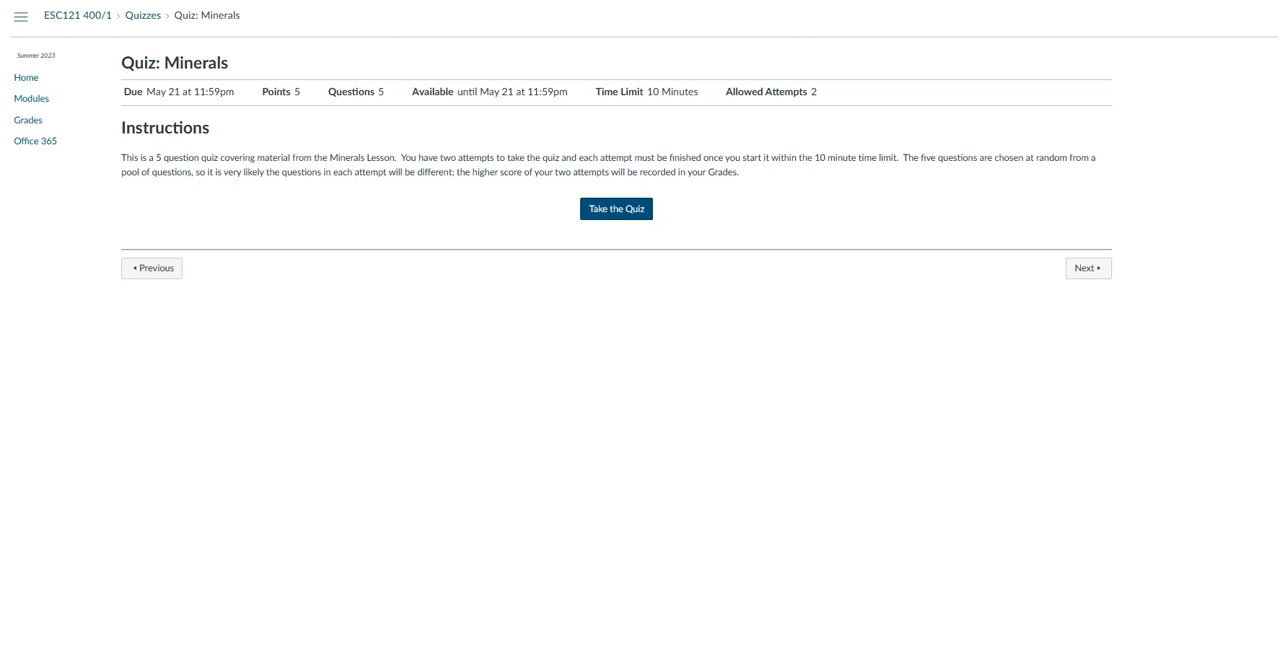 ESC121 400/1 › Quizzes › Quiz: Minerals
Summer 2023
Home
Modules
Grades
Office 365
Quiz: Minerals
Due May 21 at 11:59pm Points 5 Questions 5 Available until May 21 at 11:59pm Time Limit 10 Minutes Allowed Attempts 2
Instructions
This is a 5 question quiz covering material from the Minerals Lesson. You have two attempts to take the quiz and each attempt must be finished once you start it within the 10 minute time limit. The five questions are chosen at random from a
pool of questions, so it is very likely the questions in each attempt will be different; the higher score of your two attempts will be recorded in your Grades.
Take the Quiz
◂ Previous
Next ▸